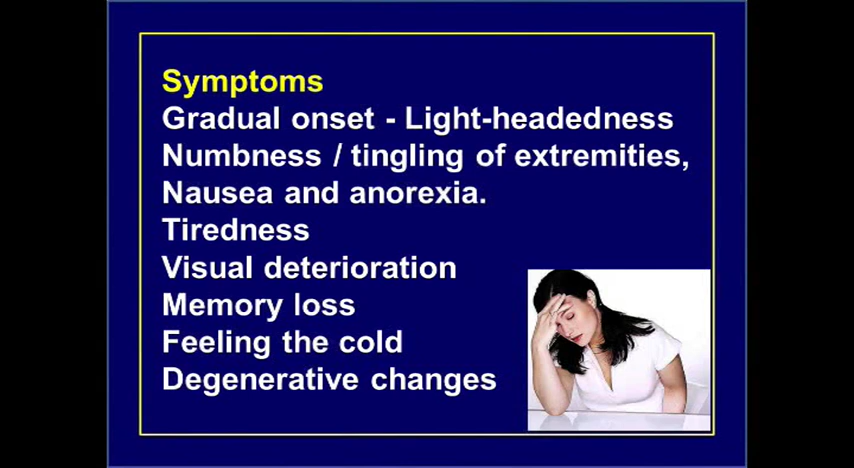 Symptoms
Gradual onset - Light-headedness
Numbness / tingling of extremities,
Nausea and anorexia.
Tiredness
Visual deterioration
Memory loss
Feeling the cold
Degenerative changes